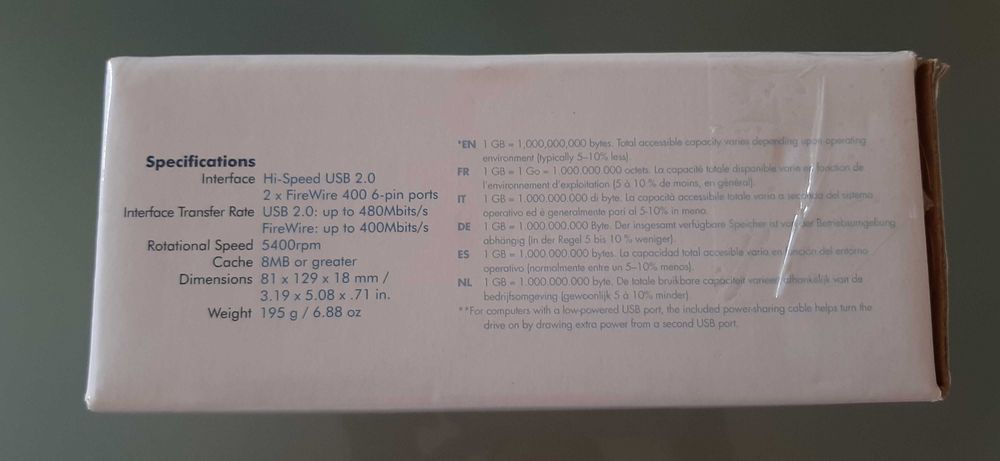 Specifications
Interface Hi-Speed USB 2.0
2 x FireWire 400 6-pin ports
Interface Transfer Rate USB 2.0: up to 480Mbits/s
FireWire: up to 400Mbits/s
Rotational Speed 5400rpm
Cache 8MB or greater
Dimensions 81 x 129 x 18 mm /
3.19 x 5.08 x .71 in.
Weight 195 g / 6.88 oz
*EN 1 GB = 1,000,000,000 bytes. Total accessible capacity varies depending upon operating
environment (typically 5–10% less).
FR 1 GB = 1 Go = 1.000.000.000 octets. La capacité totale disponible varie en fonction de
l'environnement d'exploitation (5 à 10 % de moins, en général).
IT 1 GB = 1.000.000.000 di byte. La capacità accessibile totale varia a seconda del sistema
operativo ed è generalmente pari al 5-10% in meno.
DE 1 GB = 1.000.000.000 Byte. Der insgesamt verfügbare Speicher ist von der Betriebsumgebung
abhängig (In der Regel 5 bis 10 % weniger).
ES 1 GB = 1.000.000.000 bytes. La capacidad total accesible varía en función del entorno
operativo (normalmente entre un 5–10% menos).
NL 1 GB = 1.000.000.000 byte. De totale bruikbare capaciteit varieert afhankelijk van de
bedrijfsomgeving (gewoonlijk 5 à 10% minder).
**For computers with a low-powered USB port, the included power-sharing cable helps turn the
drive on by drawing extra power from a second USB port.